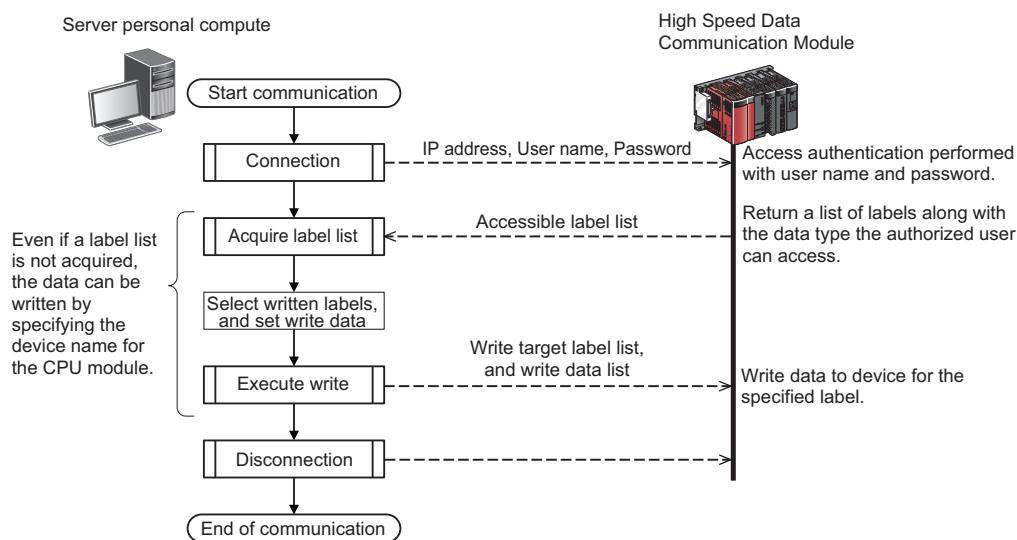 Server personal compute
High Speed Data
Communication Module
Start communication
Connection
IP address, User name, Password
Access authentication performed
with user name and password.
Acquire label list
Accessible label list
Return a list of labels along with
the data type the authorized user
can access.
Even if a label list
is not acquired,
the data can be
written by
specifying the
device name for
the CPU module.
Select written labels,
and set write data
Execute write
Write target label list,
and write data list
Write data to device for the
specified label.
Disconnection
End of communication